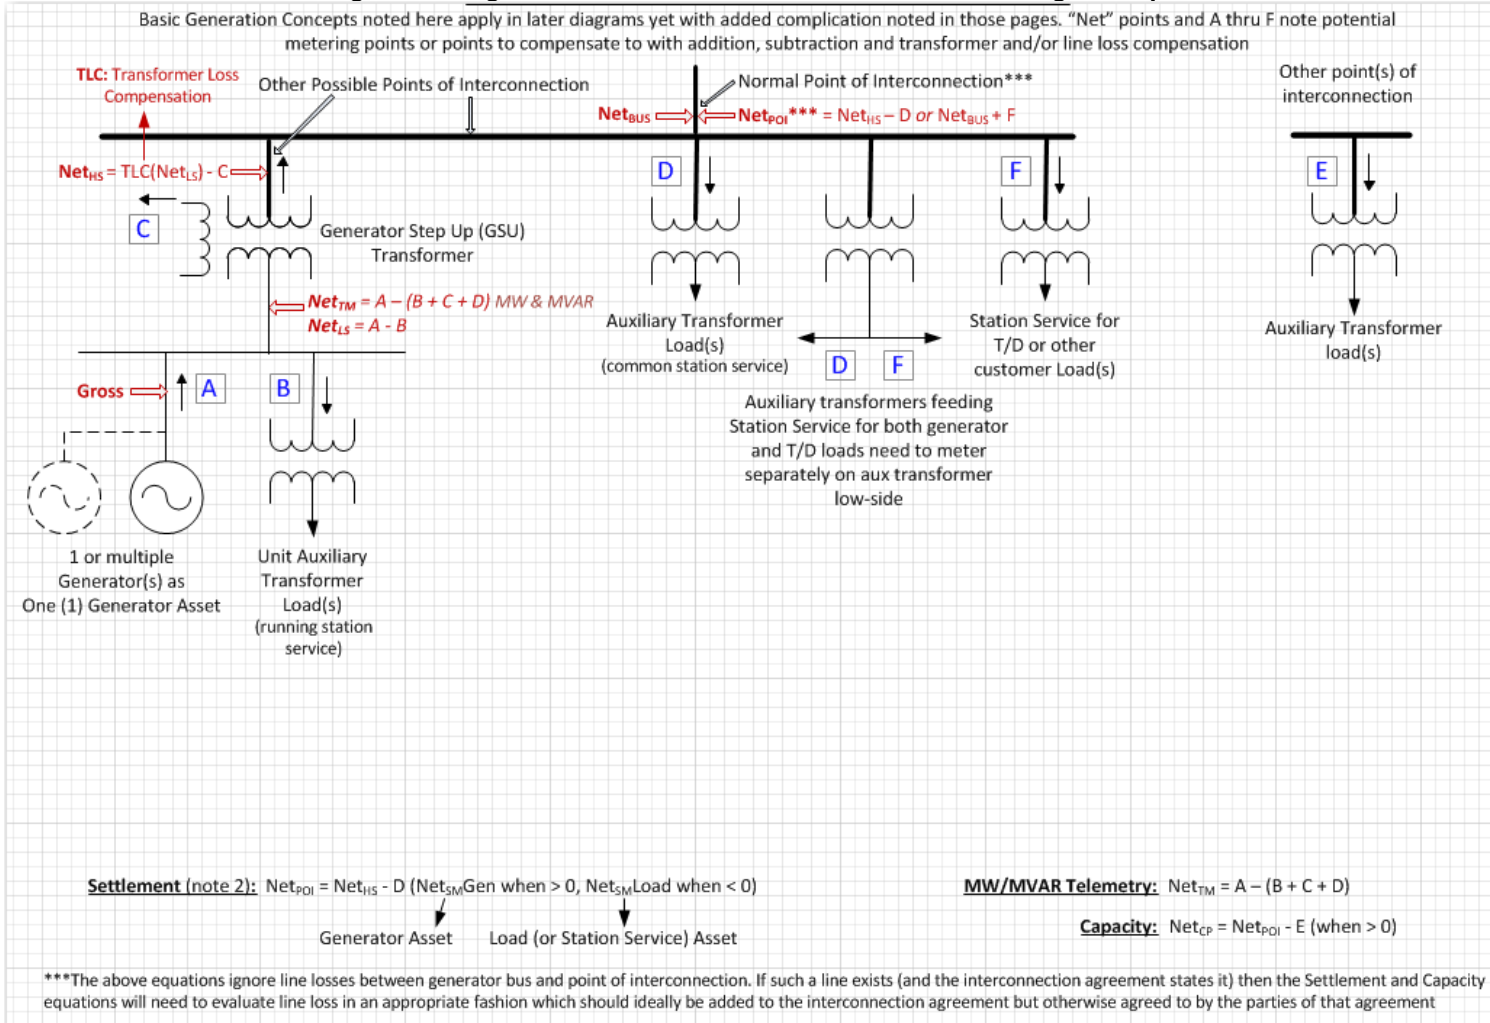 Basic Generation Concepts noted here apply in later diagrams yet with added complication noted in those pages. “Net” points and A thru F note potential
metering points or points to compensate to with addition, subtraction and transformer and/or line loss compensation
TLC: Transformer Loss
Compensation
Other Possible Points of Interconnection
Normal Point of Interconnection***
Other point(s) of
interconnection
NetBUS
NetPOI*** = NetHS – D or NetBUS + F
NetHS = TLC(NetLS) - C
D
F
E
C
Generator Step Up (GSU)
Transformer
NetTM = A – (B + C + D) MW & MVAR
NetLS = A - B
Auxiliary Transformer
Load(s)
(common station service)
D
F
Station Service for
T/D or other
customer Load(s)
Auxiliary Transformer
load(s)
Gross
A
B
Auxiliary transformers feeding
Station Service for both generator
and T/D loads need to meter
separately on aux transformer
low-side
1 or multiple
Generator(s) as
One (1) Generator Asset
Unit Auxiliary
Transformer
Load(s)
(running station
service)
Settlement (note 2): NetPOI = NetHS - D (NetSMGen when > 0, NetSMLoad when < 0)
Generator Asset
Load (or Station Service) Asset
MW/MVAR Telemetry: NetTM = A – (B + C + D)
Capacity: NetCP = NetPOI - E (when > 0)
***The above equations ignore line losses between generator bus and point of interconnection. If such a line exists (and the interconnection agreement states it) then the Settlement and Capacity
equations will need to evaluate line loss in an appropriate fashion which should ideally be added to the interconnection agreement but otherwise agreed to by the parties of that agreement